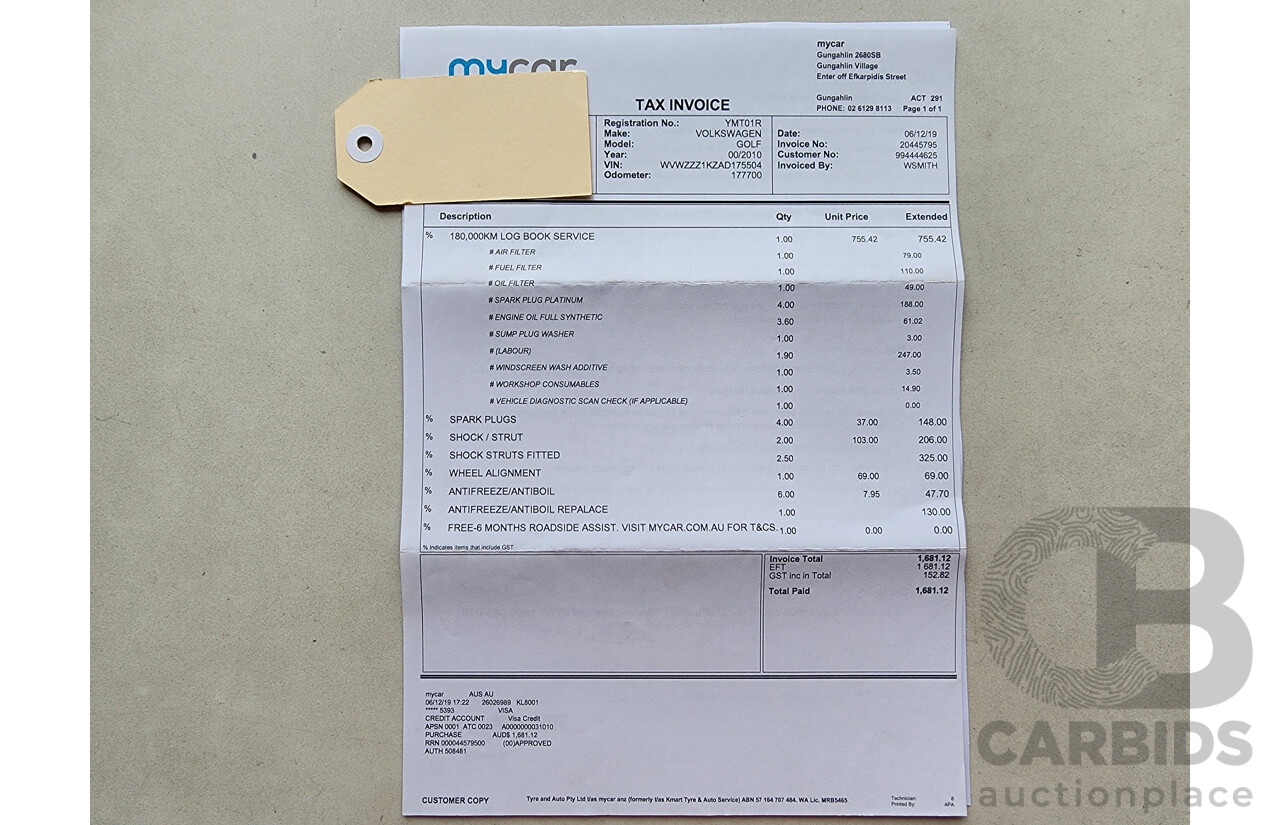 mycar
mycar
Gungahlin 2680SB
Gungahlin Village
Enter off Efkarpidis Street
Gungahlin ACT 291
PHONE: 02 6129 8113 Page 1 of 1
TAX INVOICE
Registration No.: YMT01R
Make: VOLKSWAGEN
Model: GOLF
Year: 00/2010
VIN: WVWZZZ1KZAD175504
Odometer: 177700
Date: 06/12/19
Invoice No: 20445795
Customer No: 994444625
Invoiced By: WSMITH
Description Qty Unit Price Extended
% 180,000KM LOG BOOK SERVICE 1.00 755.42 755.42
# AIR FILTER 1.00 79.00
# FUEL FILTER 1.00 110.00
# OIL FILTER 1.00 49.00
# SPARK PLUG PLATINUM 4.00 188.00
# ENGINE OIL FULL SYNTHETIC 3.60 61.02
# SUMP PLUG WASHER 1.00 3.00
# (LABOUR) 1.90 247.00
# WINDSCREEN WASH ADDITIVE 1.00 3.50
# WORKSHOP CONSUMABLES 1.00 14.90
# VEHICLE DIAGNOSTIC SCAN CHECK (IF APPLICABLE) 1.00 0.00
% SPARK PLUGS 4.00 37.00 148.00
% SHOCK / STRUT 2.00 103.00 206.00
% SHOCK STRUTS FITTED 2.50 325.00
% WHEEL ALIGNMENT 1.00 69.00 69.00
% ANTIFREEZE/ANTIBOIL 6.00 7.95 47.70
% ANTIFREEZE/ANTIBOIL REPALACE 1.00 130.00
% FREE-6 MONTHS ROADSIDE ASSIST. VISIT MYCAR.COM.AU FOR T&CS. 1.00 0.00 0.00
% Indicates items that include GST
Invoice Total 1,681.12
EFT 1 681.12
GST inc in Total 152.82
Total Paid 1,681.12
mycar AUS AU
06/12/19 17:22 26026989 KL8001
***** 5393 VISA
CREDIT ACCOUNT Visa Credit
APSN 0001 ATC 0023 A0000000031010
PURCHASE AUD$ 1,681.12
RRN 000044579500 (00)APPROVED
AUTH 508481
CUSTOMER COPY
Tyre and Auto Pty Ltd t/as mycar anz (formerly t/as Kmart Tyre & Auto Service) ABN 57 164 707 484. WA Lic. MRB5465
Technician: 6
Printed By: APA
CB
CARBIDS
auctionplace